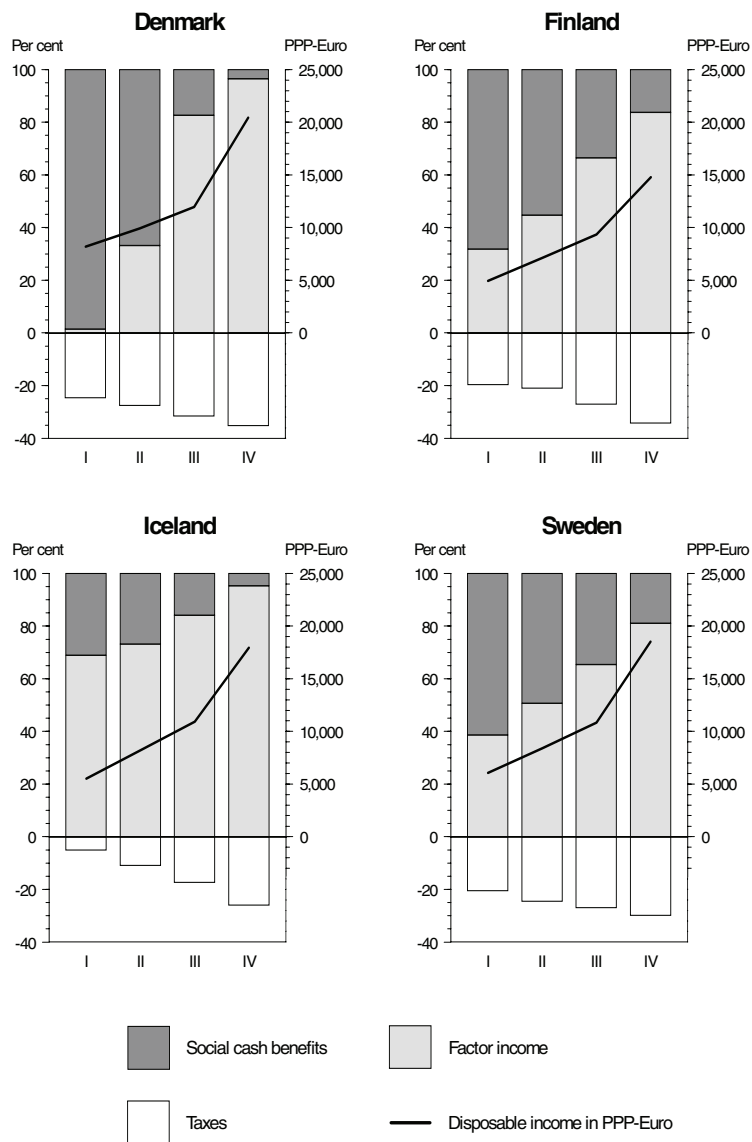 Denmark
Per cent
PPP-Euro
100
80
60
40
20
0
-20
-40
25,000
20,000
15,000
10,000
5,000
0
I II III IV
Finland
Per cent
PPP-Euro
100
80
60
40
20
0
-20
-40
25,000
20,000
15,000
10,000
5,000
0
I II III IV
Iceland
Per cent
PPP-Euro
100
80
60
40
20
0
-20
-40
25,000
20,000
15,000
10,000
5,000
0
I II III IV
Sweden
Per cent
PPP-Euro
100
80
60
40
20
0
-20
-40
25,000
20,000
15,000
10,000
5,000
0
I II III IV
Social cash benefits
Factor income
Taxes
Disposable income in PPP-Euro